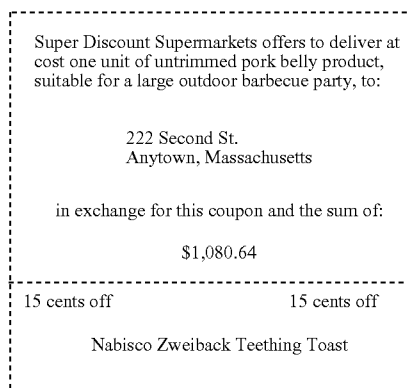 Super Discount Supermarkets offers to deliver at
cost one unit of untrimmed pork belly product,
suitable for a large outdoor barbecue party, to:
222 Second St.
Anytown, Massachusetts
in exchange for this coupon and the sum of:
$1,080.64
15 cents off 15 cents off
Nabisco Zweiback Teething Toast